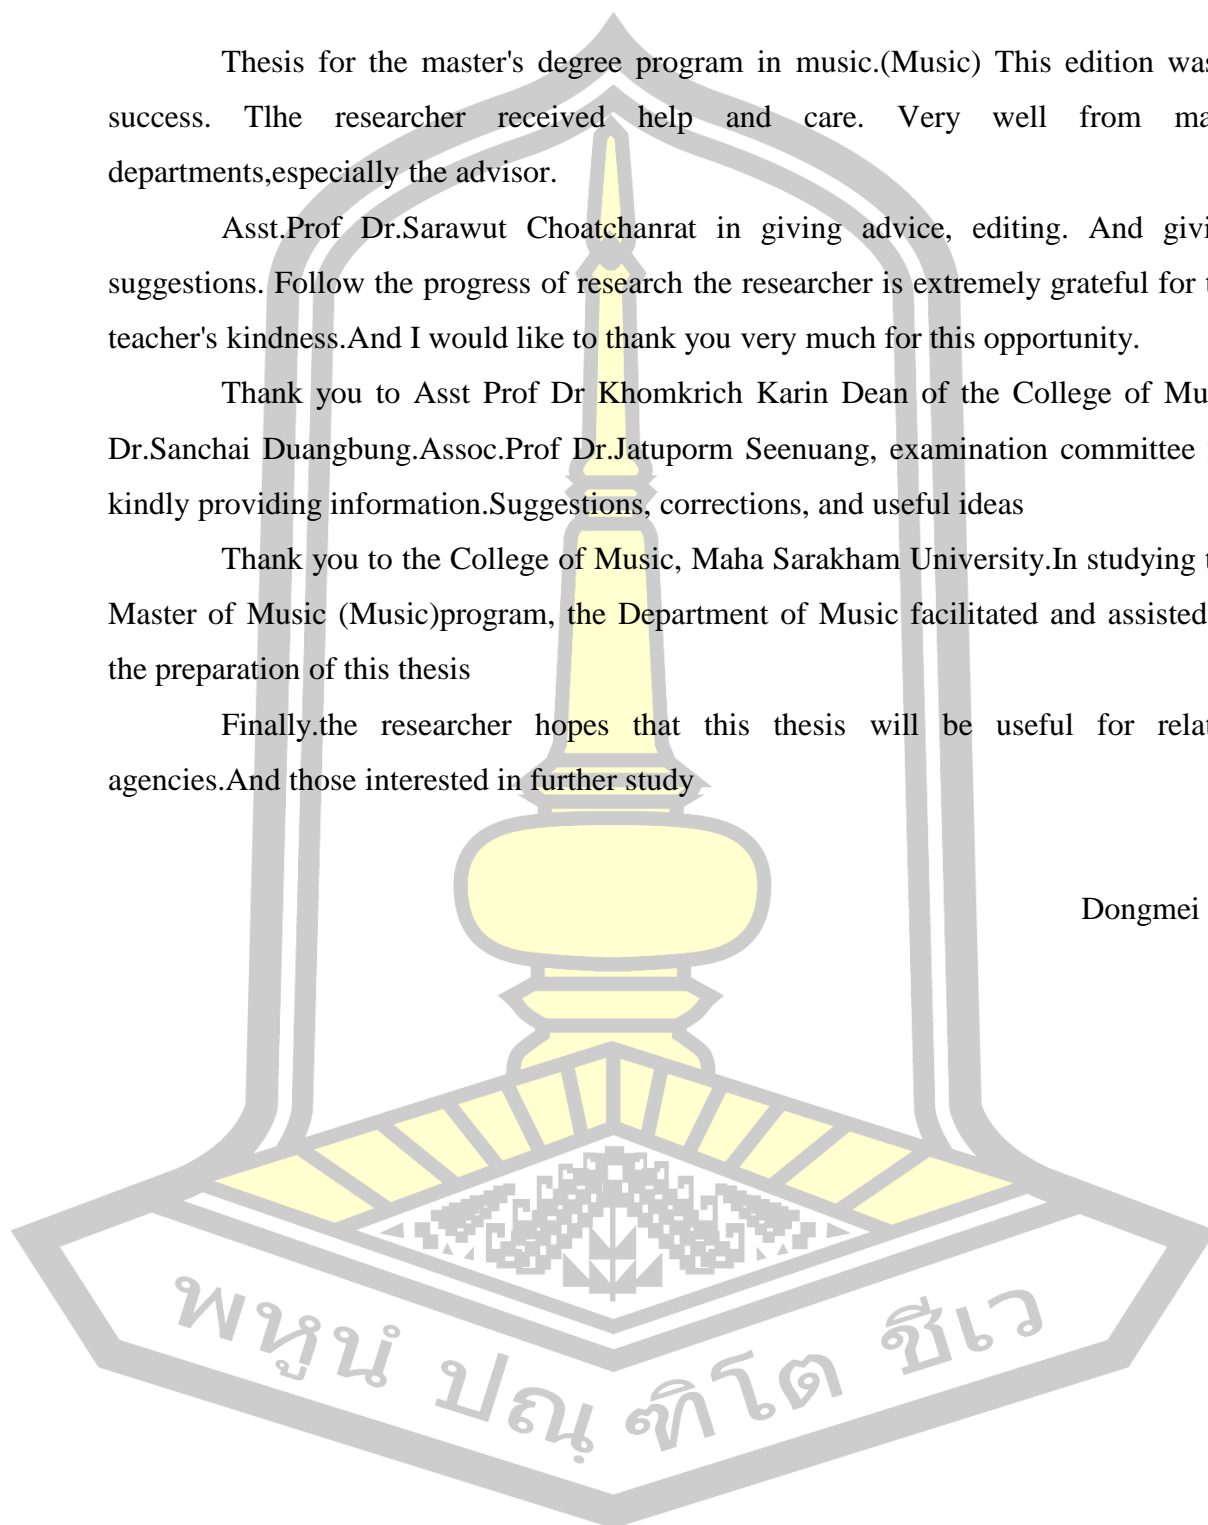 Thesis for the master's degree program in music.(Music) This edition was
success. Tlhe researcher received help and care. Very well from ma
departments,especially the advisor.
Asst.Prof Dr.Sarawut Choatchanrat in giving advice, editing. And givi
suggestions. Follow the progress of research the researcher is extremely grateful for t
teacher's kindness.And I would like to thank you very much for this opportunity.
Thank you to Asst Prof Dr Khomkrich Karin Dean of the College of Mu
Dr.Sanchai Duangbung.Assoc.Prof Dr.Jatuporm Seenuang, examination committee
kindly providing information.Suggestions, corrections, and useful ideas
Thank you to the College of Music, Maha Sarakham University.In studying t
Master of Music (Music)program, the Department of Music facilitated and assisted
the preparation of this thesis
Finally.the researcher hopes that this thesis will be useful for relat
agencies.And those interested in further study
Dongmei
พหูนํ ปณฺฑิโต ชีเว